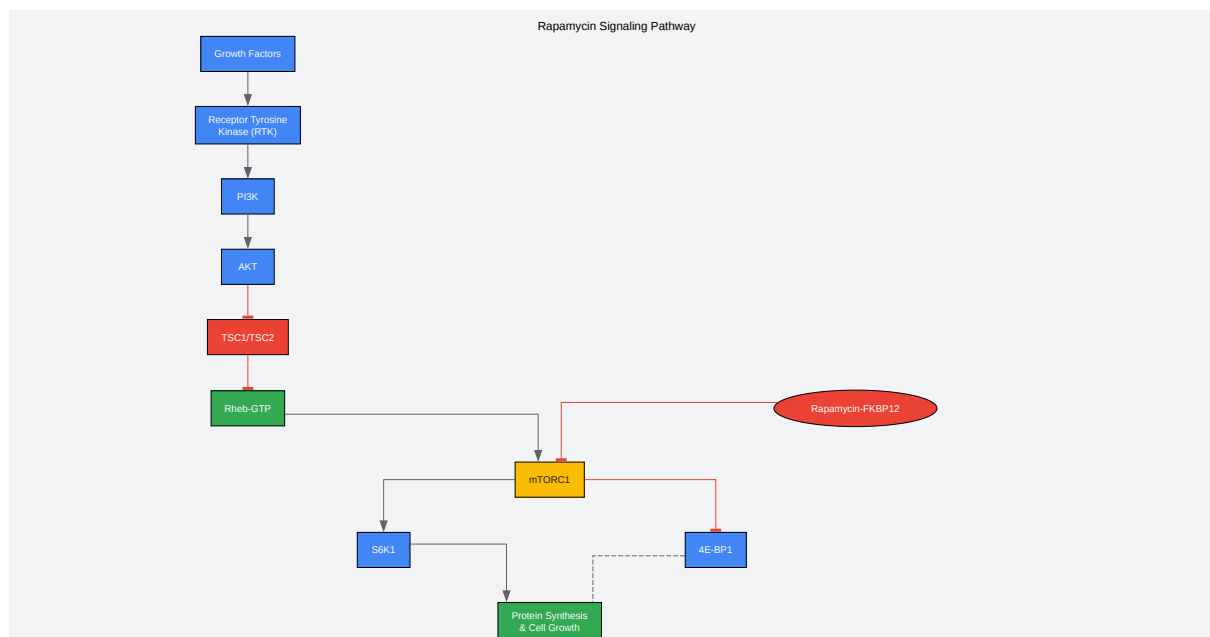 Rapamycin Signaling Pathway
Growth Factors
Receptor Tyrosine
Kinase (RTK)
PI3K
AKT
TSC1/TSC2
Rheb-GTP
Rapamycin-FKBP12
mTORC1
S6K1
4E-BP1
Protein Synthesis
& Cell Growth